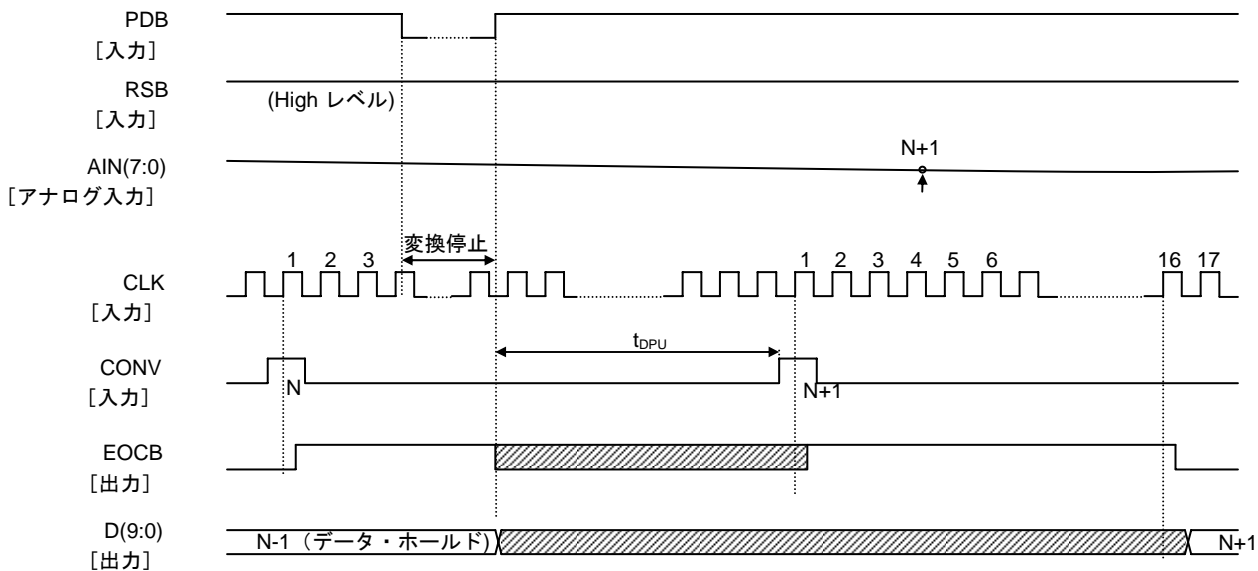 PDB
[入力]
RSB
(High レベル)
[入力]
N+1
AIN(7:0)
[アナログ入力]
変換停止
1 2 3 1 2 3 4 5 6 16 17
CLK
[入力]
tDPU
CONV
N N+1
[入力]
EOCB
[出力]
D(9:0)
N-1 (データ・ホールド) N+1
[出力]